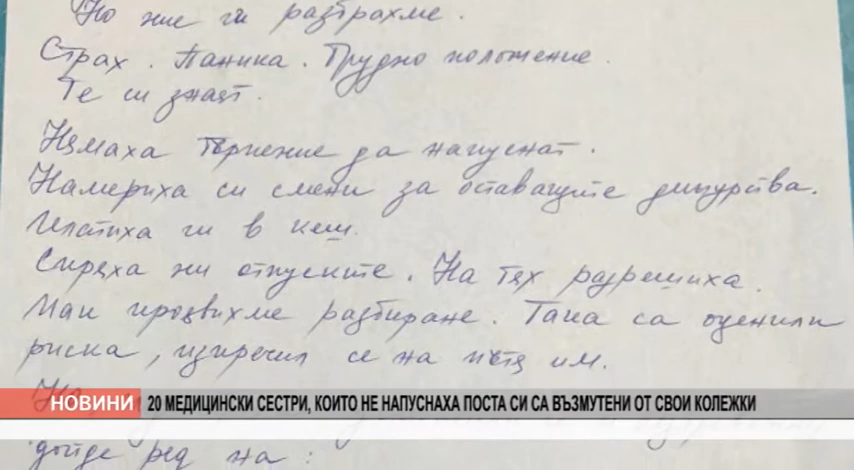 Но ние ги разбрахме.
Страх. Паника. Трудно положение.
Те си знаят.
Нямаха търпение да напуснат.
Намериха си смени за оставащите дежурства.
Платиха ги в кеш.
Спряха ни отпуските. На тях разрешиха.
Пак проявихме разбиране. Така са оценили
риска, изпречил се на пътя им.
НОВИНИ
20 МЕДИЦИНСКИ СЕСТРИ, КОИТО НЕ НАПУСНАХА ПОСТА СИ СА ВЪЗМУТЕНИ ОТ СВОИ КОЛЕЖКИ
дойде ред на: